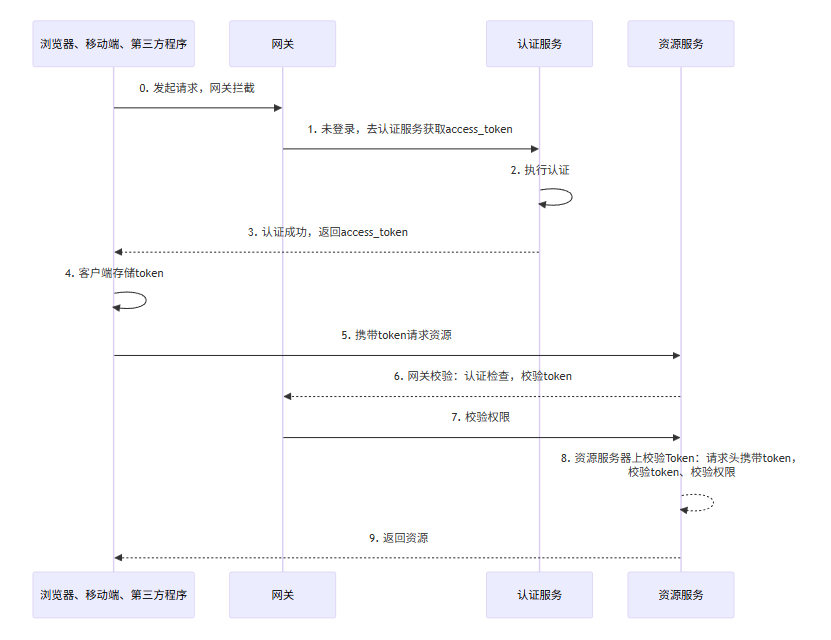 浏览器、移动端、第三方程序
网关
认证服务
资源服务
0. 发起请求，网关拦截
1. 未登录，去认证服务获取access_token
2. 执行认证
3. 认证成功，返回access_token
4. 客户端存储token
5. 携带token请求资源
6. 网关校验：认证检查，校验token
7. 校验权限
8. 资源服务器上校验Token：请求头携带token，
校验token、校验权限
9. 返回资源
浏览器、移动端、第三方程序
网关
认证服务
资源服务